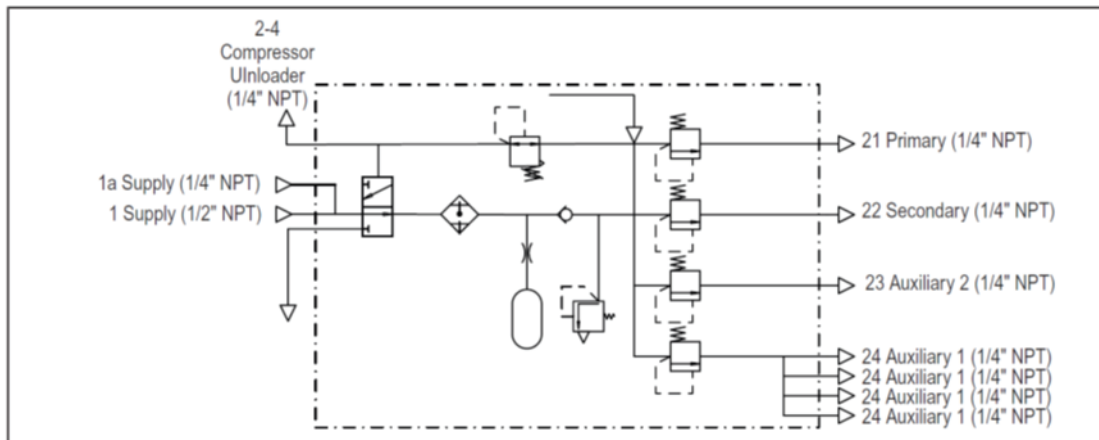 2-4
Compressor
UInloader
(1/4" NPT)
1a Supply (1/4" NPT)
1 Supply (1/2" NPT)
21 Primary (1/4" NPT)
22 Secondary (1/4" NPT)
23 Auxiliary 2 (1/4" NPT)
24 Auxiliary 1 (1/4" NPT)
24 Auxiliary 1 (1/4" NPT)
24 Auxiliary 1 (1/4" NPT)
24 Auxiliary 1 (1/4" NPT)